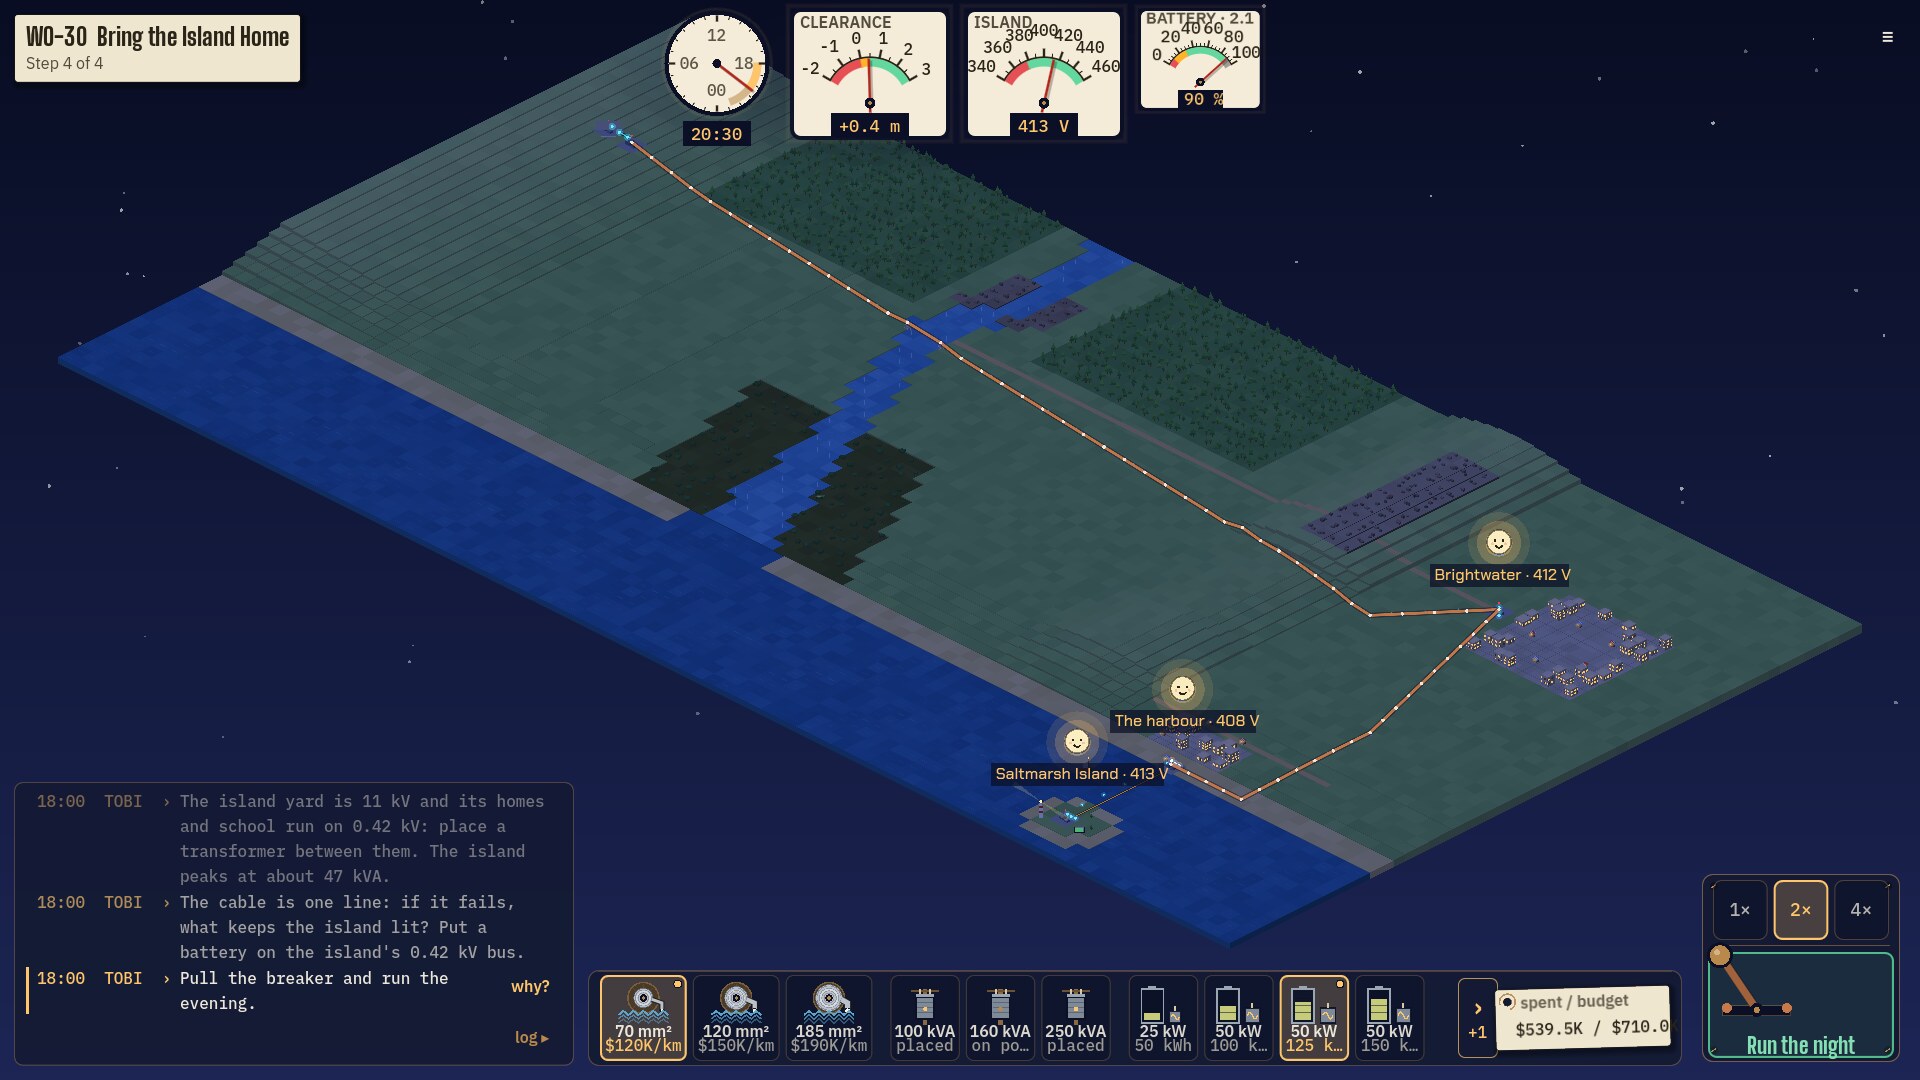 WO-30 Bring the Island Home
Step 4 of 4
12
06
18
00
20:30
CLEARANCE
-2
-1
0
1
2
3
+0.4 m
ISLAND
340
360
380
400
420
440
460
413 V
BATTERY · 2.1
0
20
40
60
80
100
90 %
≡
Brightwater · 412 V
The harbour · 408 V
Saltmarsh Island · 413 V
18:00 TOBI › The island yard is 11 kV and its homes
and school run on 0.42 kV: place a
transformer between them. The island
peaks at about 47 kVA.
18:00 TOBI › The cable is one line: if it fails,
what keeps the island lit? Put a
battery on the island's 0.42 kV bus.
18:00 TOBI › Pull the breaker and run the
evening.
why?
log ▸
70 mm²
$120K/km
120 mm²
$150K/km
185 mm²
$190K/km
100 kVA
placed
160 kVA
on po…
250 kVA
placed
25 kW
50 kWh
50 kW
100 k…
50 kW
125 k…
50 kW
150 k…
›
+1
spent / budget
$539.5K / $710.0
1×
2×
4×
Run the night